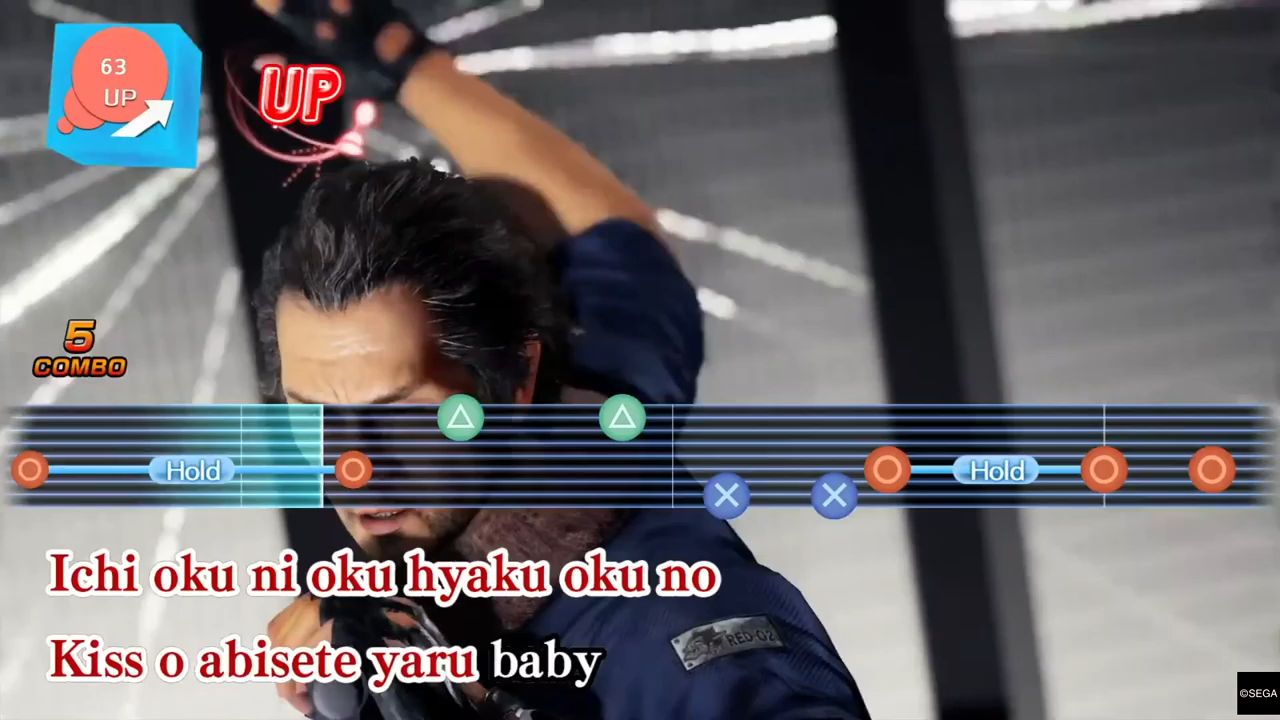 63
UP
UP
5
COMBO
Hold
Hold
Ichi oku ni oku hyaku oku no
Kiss o abisete yaru baby
RED-02
©SEGA